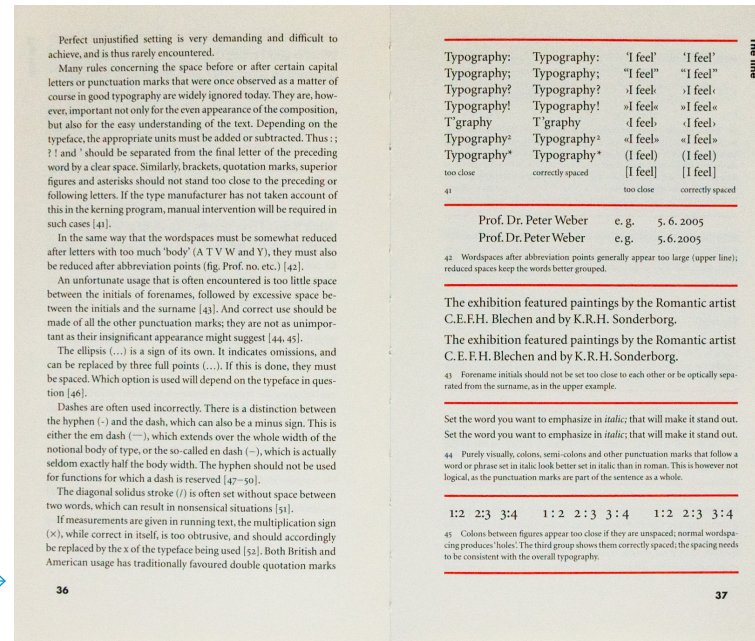 Perfect unjustified setting is very demanding and difficult to
achieve, and is thus rarely encountered.
Many rules concerning the space before or after certain capital
letters or punctuation marks that were once observed as a matter of
course in good typography are widely ignored today. They are, how-
ever, important not only for the even appearance of the composition,
but also for the easy understanding of the text. Depending on the
typeface, the appropriate units must be added or subtracted. Thus : ;
? ! and ’ should be separated from the final letter of the preceding
word by a clear space. Similarly, brackets, quotation marks, superior
figures and asterisks should not stand too close to the preceding or
following letters. If the type manufacturer has not taken account of
this in the kerning program, manual intervention will be required in
such cases [41].
In the same way that the wordspaces must be somewhat reduced
after letters with too much ‘body’ (A T V W and Y), they must also
be reduced after abbreviation points (fig. Prof. no. etc.) [42].
An unfortunate usage that is often encountered is too little space
between the initials of forenames, followed by excessive space be-
tween the initials and the surname [43]. And correct use should be
made of all the other punctuation marks; they are not as unimpor-
tant as their insignificant appearance might suggest [44, 45].
The ellipsis (…) is a sign of its own. It indicates omissions, and
can be replaced by three full points (...). If this is done, they must
be spaced. Which option is used will depend on the typeface in ques-
tion [46].
Dashes are often used incorrectly. There is a distinction between
the hyphen (-) and the dash, which can also be a minus sign. This is
either the em dash (—), which extends over the whole width of the
notional body of type, or the so-called en dash (–), which is actually
seldom exactly half the body width. The hyphen should not be used
for functions for which a dash is reserved [47–50].
The diagonal solidus stroke (/) is often set without space between
two words, which can result in nonsensical situations [51].
If measurements are given in running text, the multiplication sign
(×), while correct in itself, is too obtrusive, and should accordingly
be replaced by the x of the typeface being used [52]. Both British and
American usage has traditionally favoured double quotation marks
36
The line
Typography: Typography: ‘I feel’ ‘I feel’
Typography; Typography; “I feel” “I feel”
Typography? Typography? ›I feel‹ ›I feel‹
Typography! Typography! »I feel« »I feel«
T’graphy T’graphy ‹I feel› ‹I feel›
Typography² Typography² «I feel» «I feel»
Typography* Typography* (I feel) (I feel)
too close correctly spaced [I feel] [I feel]
41 too close correctly spaced
Prof. Dr. Peter Weber e. g. 5. 6. 2005
Prof. Dr. Peter Weber e. g. 5. 6. 2005
42 Wordspaces after abbreviation points generally appear too large (upper line);
reduced spaces keep the words better grouped.
The exhibition featured paintings by the Romantic artist
C.E.F.H. Blechen and by K.R.H. Sonderborg.
The exhibition featured paintings by the Romantic artist
C. E. F. H. Blechen and by K. R. H. Sonderborg.
43 Forename initials should not be set too close to each other or be optically sepa-
rated from the surname, as in the upper example.
Set the word you want to emphasize in italic; that will make it stand out.
Set the word you want to emphasize in italic; that will make it stand out.
44 Purely visually, colons, semi-colons and other punctuation marks that follow a
word or phrase set in italic look better set in italic than in roman. This is however not
logical, as the punctuation marks are part of the sentence as a whole.
1:2 2:3 3:4 1 : 2 2 : 3 3 : 4 1:2 2:3 3:4
45 Colons between figures appear too close if they are unspaced; normal wordspa-
cing produces ‘holes’. The third group shows them correctly spaced; the spacing needs
to be consistent with the overall typography.
37